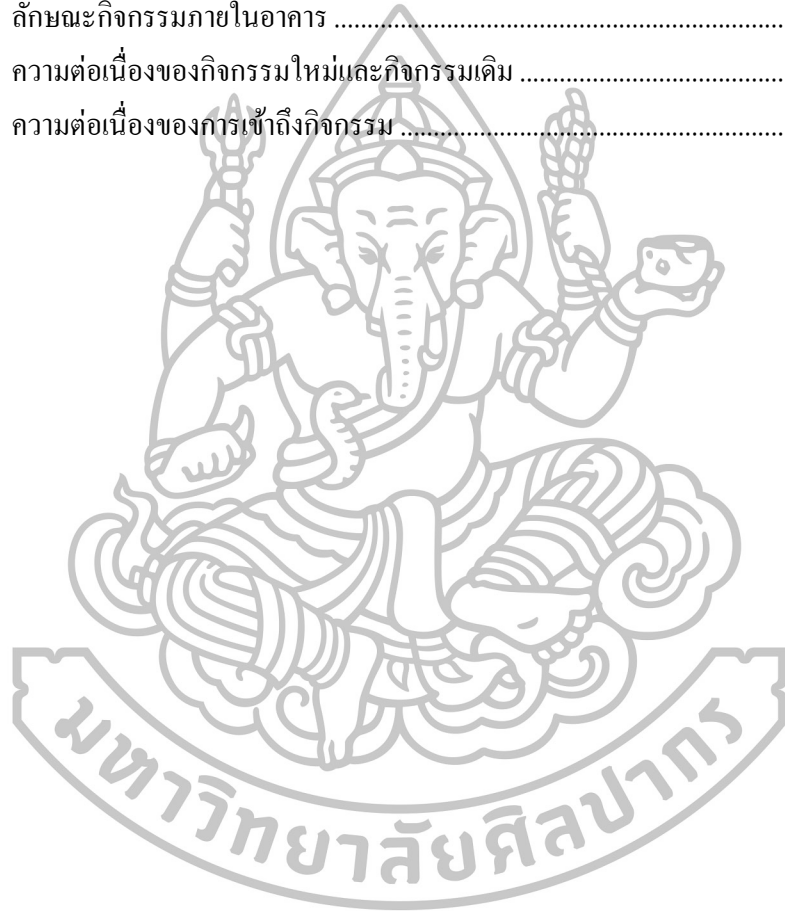 ลักษณะกิจกรรมภายในอาคาร ........................................................................
ความต่อเนื่องของกิจกรรมใหม่และกิจกรรมเดิม ..........................................
ความต่อเนื่องของการเข้าถึงกิจกรรม .............................................................
มหาวิทยาลัยศิลปากร